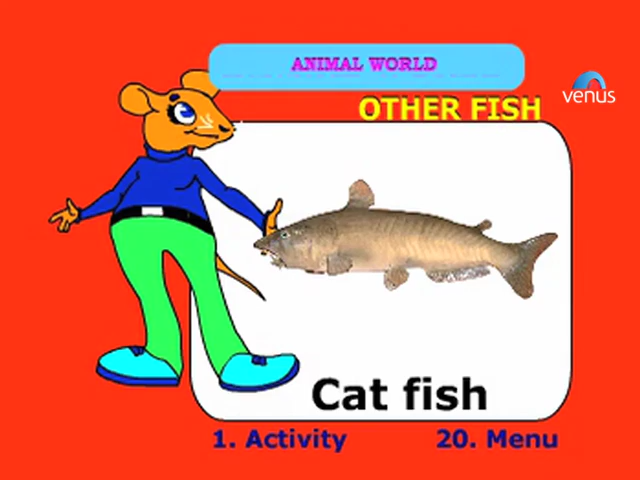 ANIMAL WORLD
venus
OTHER FISH
Cat fish
1. Activity 20. Menu